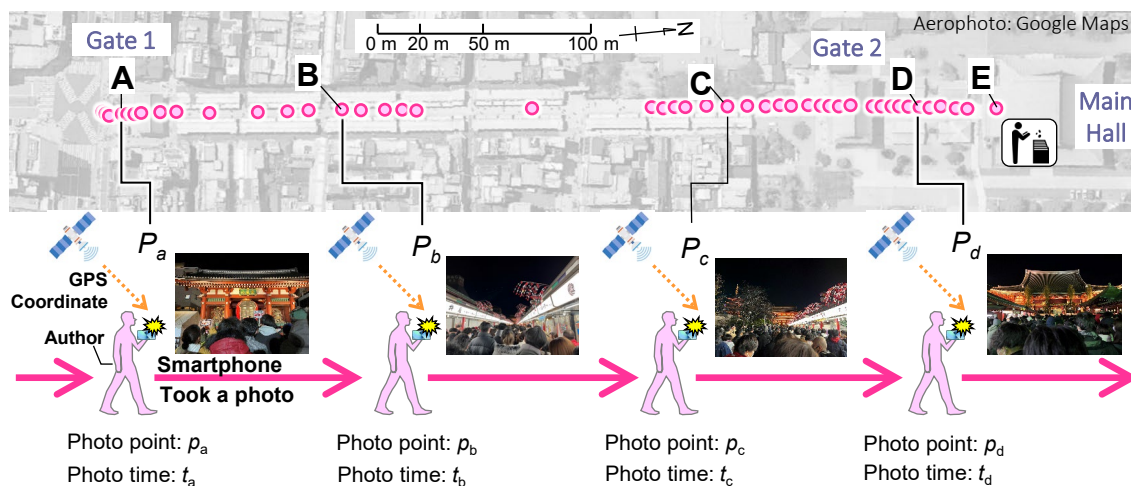 Aerophoto: Google Maps
Gate 1
0 m 20 m 50 m 100 m
N
Gate 2
A
B
C
D
E
Main
Hall
Pa
Pb
Pc
Pd
GPS
Coordinate
Author
Smartphone
Took a photo
Photo point: pa
Photo time: ta
Photo point: pb
Photo time: tb
Photo point: pc
Photo time: tc
Photo point: pd
Photo time: td